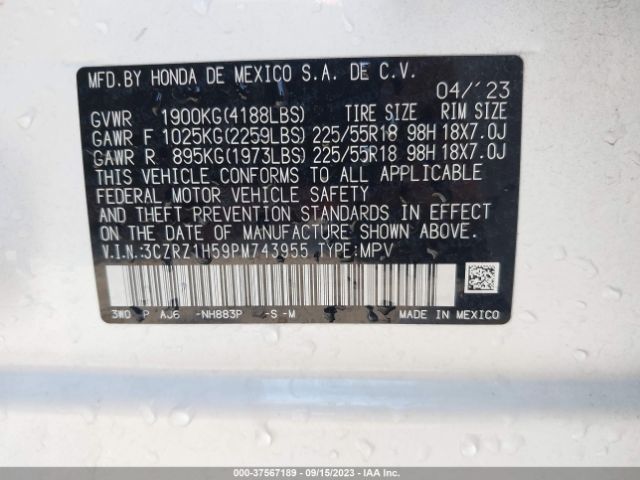 MFD.BY HONDA DE MEXICO S.A. DE C.V.
04/'23
GVWR 1900KG(4188LBS) TIRE SIZE RIM SIZE
GAWR F 1025KG(2259LBS) 225/55R18 98H 18X7.0J
GAWR R. 895KG(1973LBS) 225/55R18 98H 18X7.0J
THIS VEHICLE CONFORMS TO ALL APPLICABLE
FEDERAL MOTOR VEHICLE SAFETY
AND THEFT PREVENTION STANDARDS IN EFFECT
ON THE DATE OF MANUFACTURE SHOWN ABOVE.
V.I.N.:3CZRZ1H59PM743955 TYPE:MPV
3W0 P AJ6 -NH883P -S -M MADE IN MEXICO
000-37567189 - 09/15/2023 - IAAI.com